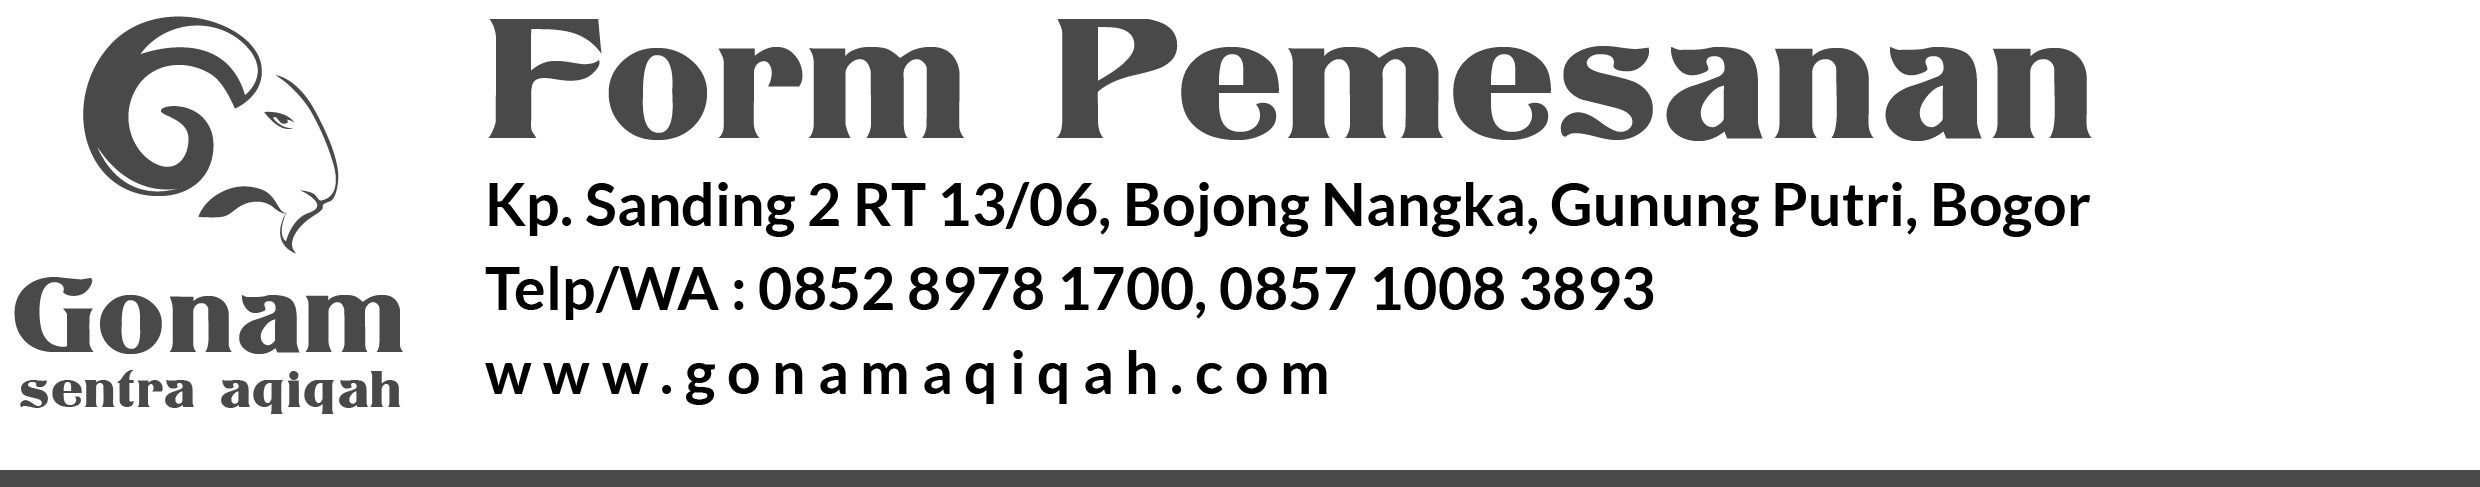 Form Pemesanan
Kp. Sanding 2 RT 13/06, Bojong Nangka, Gunung Putri, Bogor
Telp/WA : 0852 8978 1700, 0857 1008 3893
www.gonamaqiqah.com
Gonam
sentra aqiqah